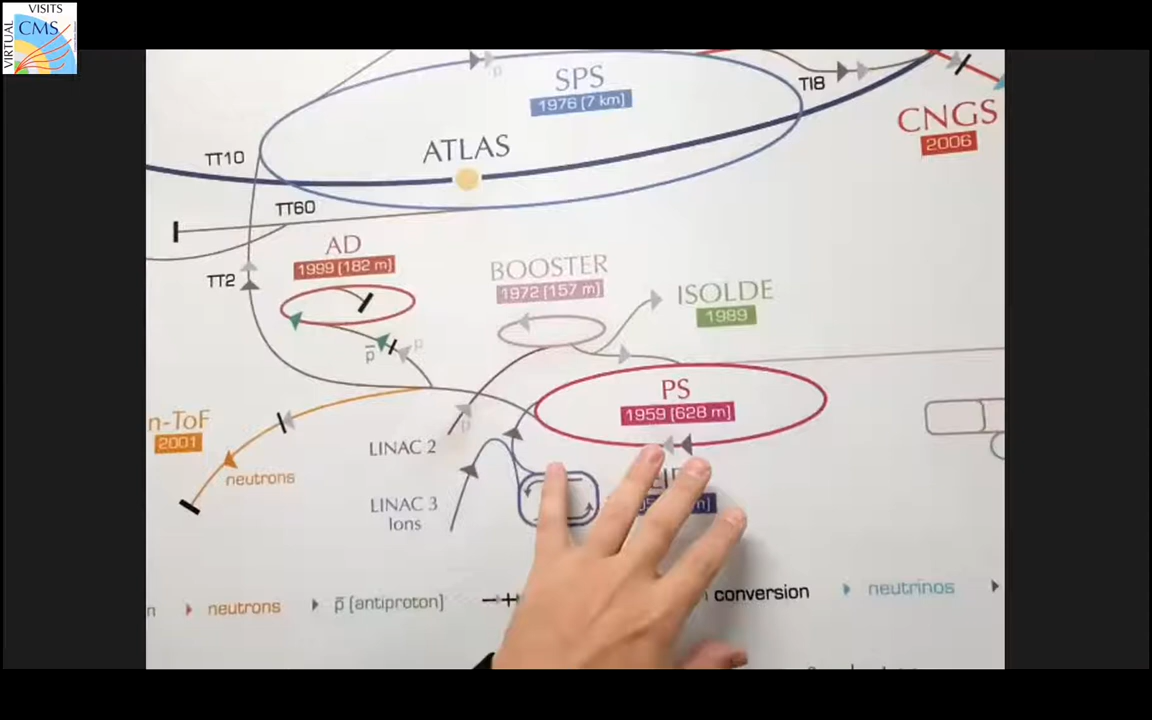 VIRTUAL
VISITS
CMS
SPS
1976 (7 km)
TI8
CNGS
2006
ATLAS
TT10
TT60
TT2
AD
1999 (182 m)
BOOSTER
1972 (157 m)
ISOLDE
1989
p
p̄
p
PS
1959 (628 m)
n-ToF
2001
neutrons
p
LINAC 2
LINAC 3
Ions
neutrons
p̄ (antiproton)
conversion
neutrinos